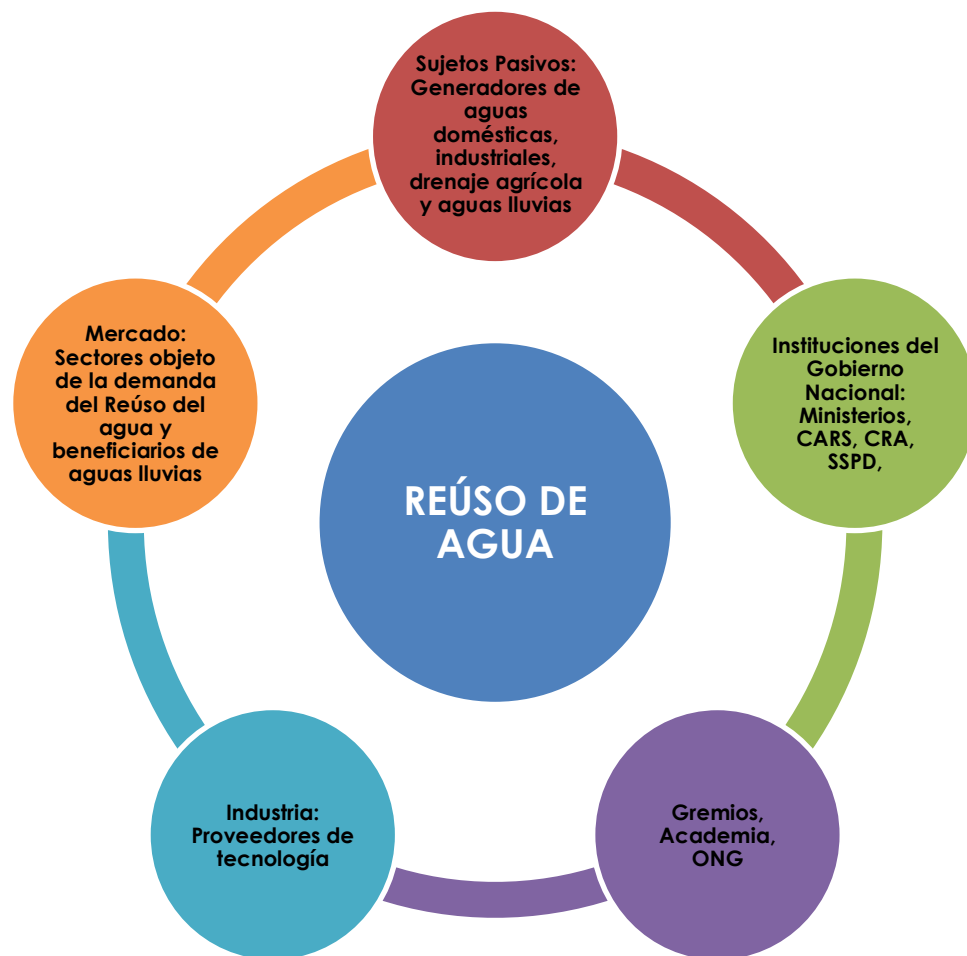 Sujetos Pasivos:
Generadores de
aguas
domésticas,
industriales,
drenaje agrícola
y aguas lluvias
Mercado:
Sectores objeto
de la demanda
del Reúso del
agua y
beneficiarios de
aguas lluvias
Instituciones del
Gobierno
Nacional:
Ministerios,
CARS, CRA,
SSPD,
REÚSO DE
AGUA
Industria:
Proveedores de
tecnología
Gremios,
Academia,
ONG